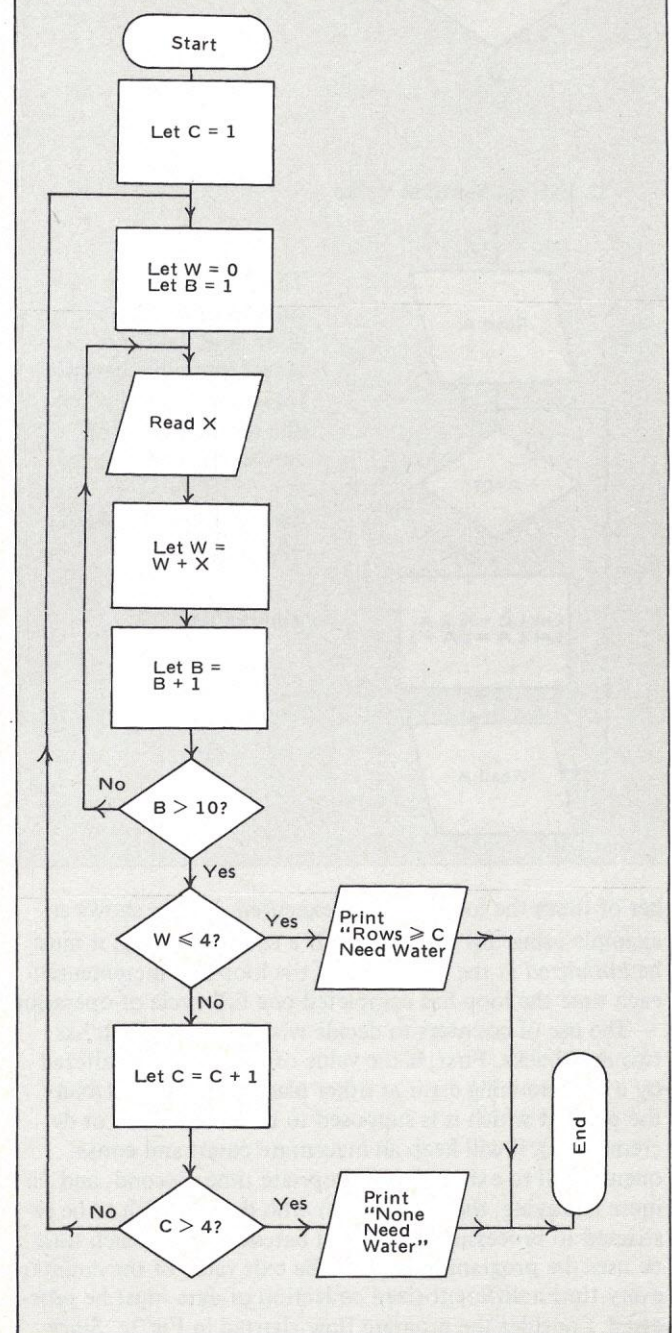 Start
Let C = 1
Let W = 0
Let B = 1
Read X
Let W =
W + X
Let B =
B + 1
No
B > 10?
Yes
W ⩽ 4?
Yes
Print
"Rows ⩾ C
Need Water
No
Let C = C + 1
End
No
C > 4?
Yes
Print
"None
Need
Water"